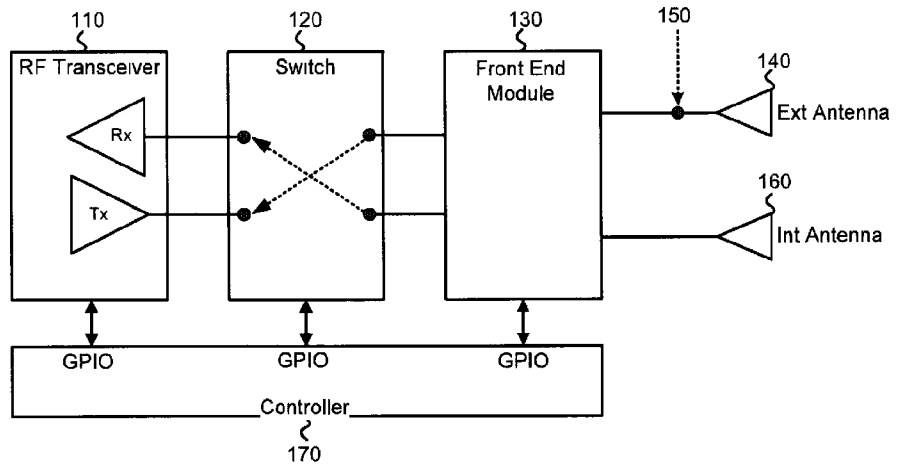 110
120
130
150
RF Transceiver
Switch
Front End
Module
140
Rx
Ext Antenna
160
Tx
Int Antenna
GPIO
GPIO
GPIO
Controller
170